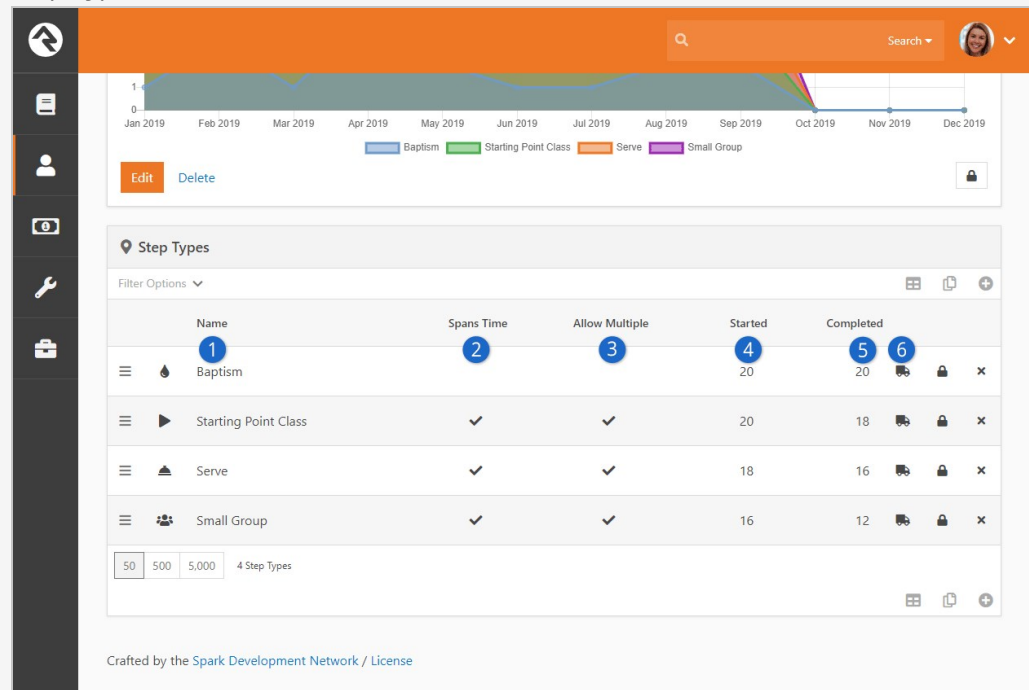 Search
1
0
Jan 2019 Feb 2019 Mar 2019 Apr 2019 May 2019 Jun 2019 Jul 2019 Aug 2019 Sep 2019 Oct 2019 Nov 2019 Dec 2019
Baptism Starting Point Class Serve Small Group
Edit Delete
Step Types
Filter Options
Name Spans Time Allow Multiple Started Completed
1 2 3 4 5 6
Baptism 20 20
Starting Point Class 20 18
Serve 18 16
Small Group 16 12
50 500 5,000 4 Step Types
Crafted by the Spark Development Network / License